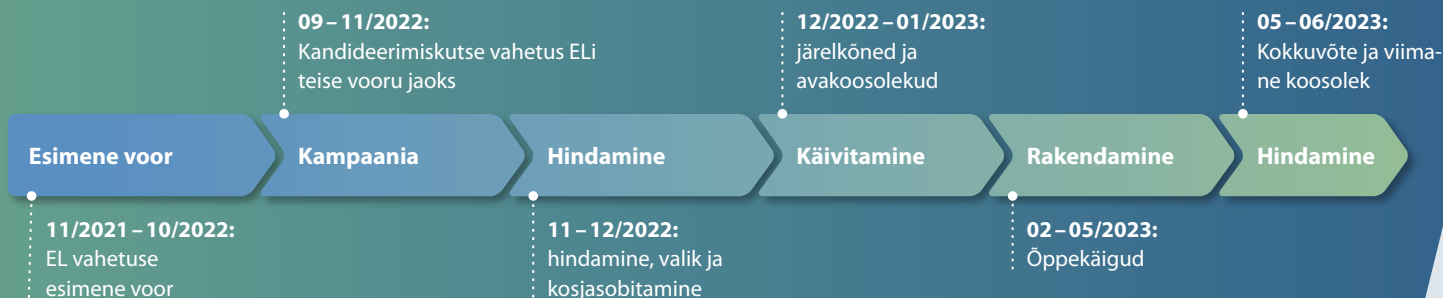 09 – 11/2022:
Kandideerimiskutse vahetus ELi
teise vooru jaoks
12/2022 – 01/2023:
järelkõned ja
avakoosolekud
05 – 06/2023:
Kokkuvõte ja viima-
ne koosolek
Esimene voor
Kampaania
Hindamine
Käivitamine
Rakendamine
Hindamine
11/2021 – 10/2022:
EL vahetuse
esimene voor
11 – 12/2022:
hindamine, valik ja
kosjasobitamine
02 – 05/2023:
Õppekäigud